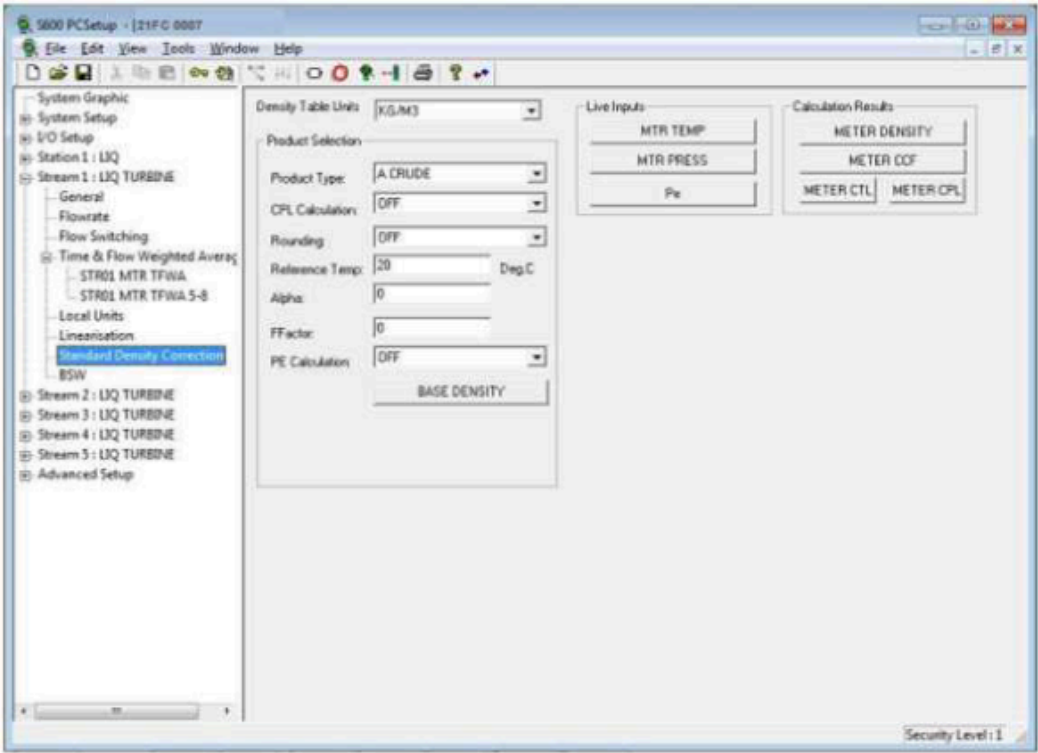 S600 PCSetup - [21FC 0007
File Edit View Tools Window Help
System Graphic
System Setup
I/O Setup
Station 1 : LIQ
Stream 1 : LIQ TURBINE
General
Flowrate
Flow Switching
Time & Flow Weighted Averag
STR01 MTR TFWA
STR01 MTR TFWA 5-8
Local Units
Linearisation
Standard Density Correction
BSW
Stream 2 : LIQ TURBINE
Stream 3 : LIQ TURBINE
Stream 4 : LIQ TURBINE
Stream 5 : LIQ TURBINE
Advanced Setup
Density Table Units KG/M3
Product Selection
Product Type: A CRUDE
CPL Calculation: OFF
Rounding: OFF
Reference Temp: 20 Deg.C
Alpha: 0
FFactor: 0
PE Calculation: OFF
BASE DENSITY
Live Inputs
MTR TEMP
MTR PRESS
Pe
Calculation Results
METER DENSITY
METER CCF
METER CTL METER CPL
Security Level : 1